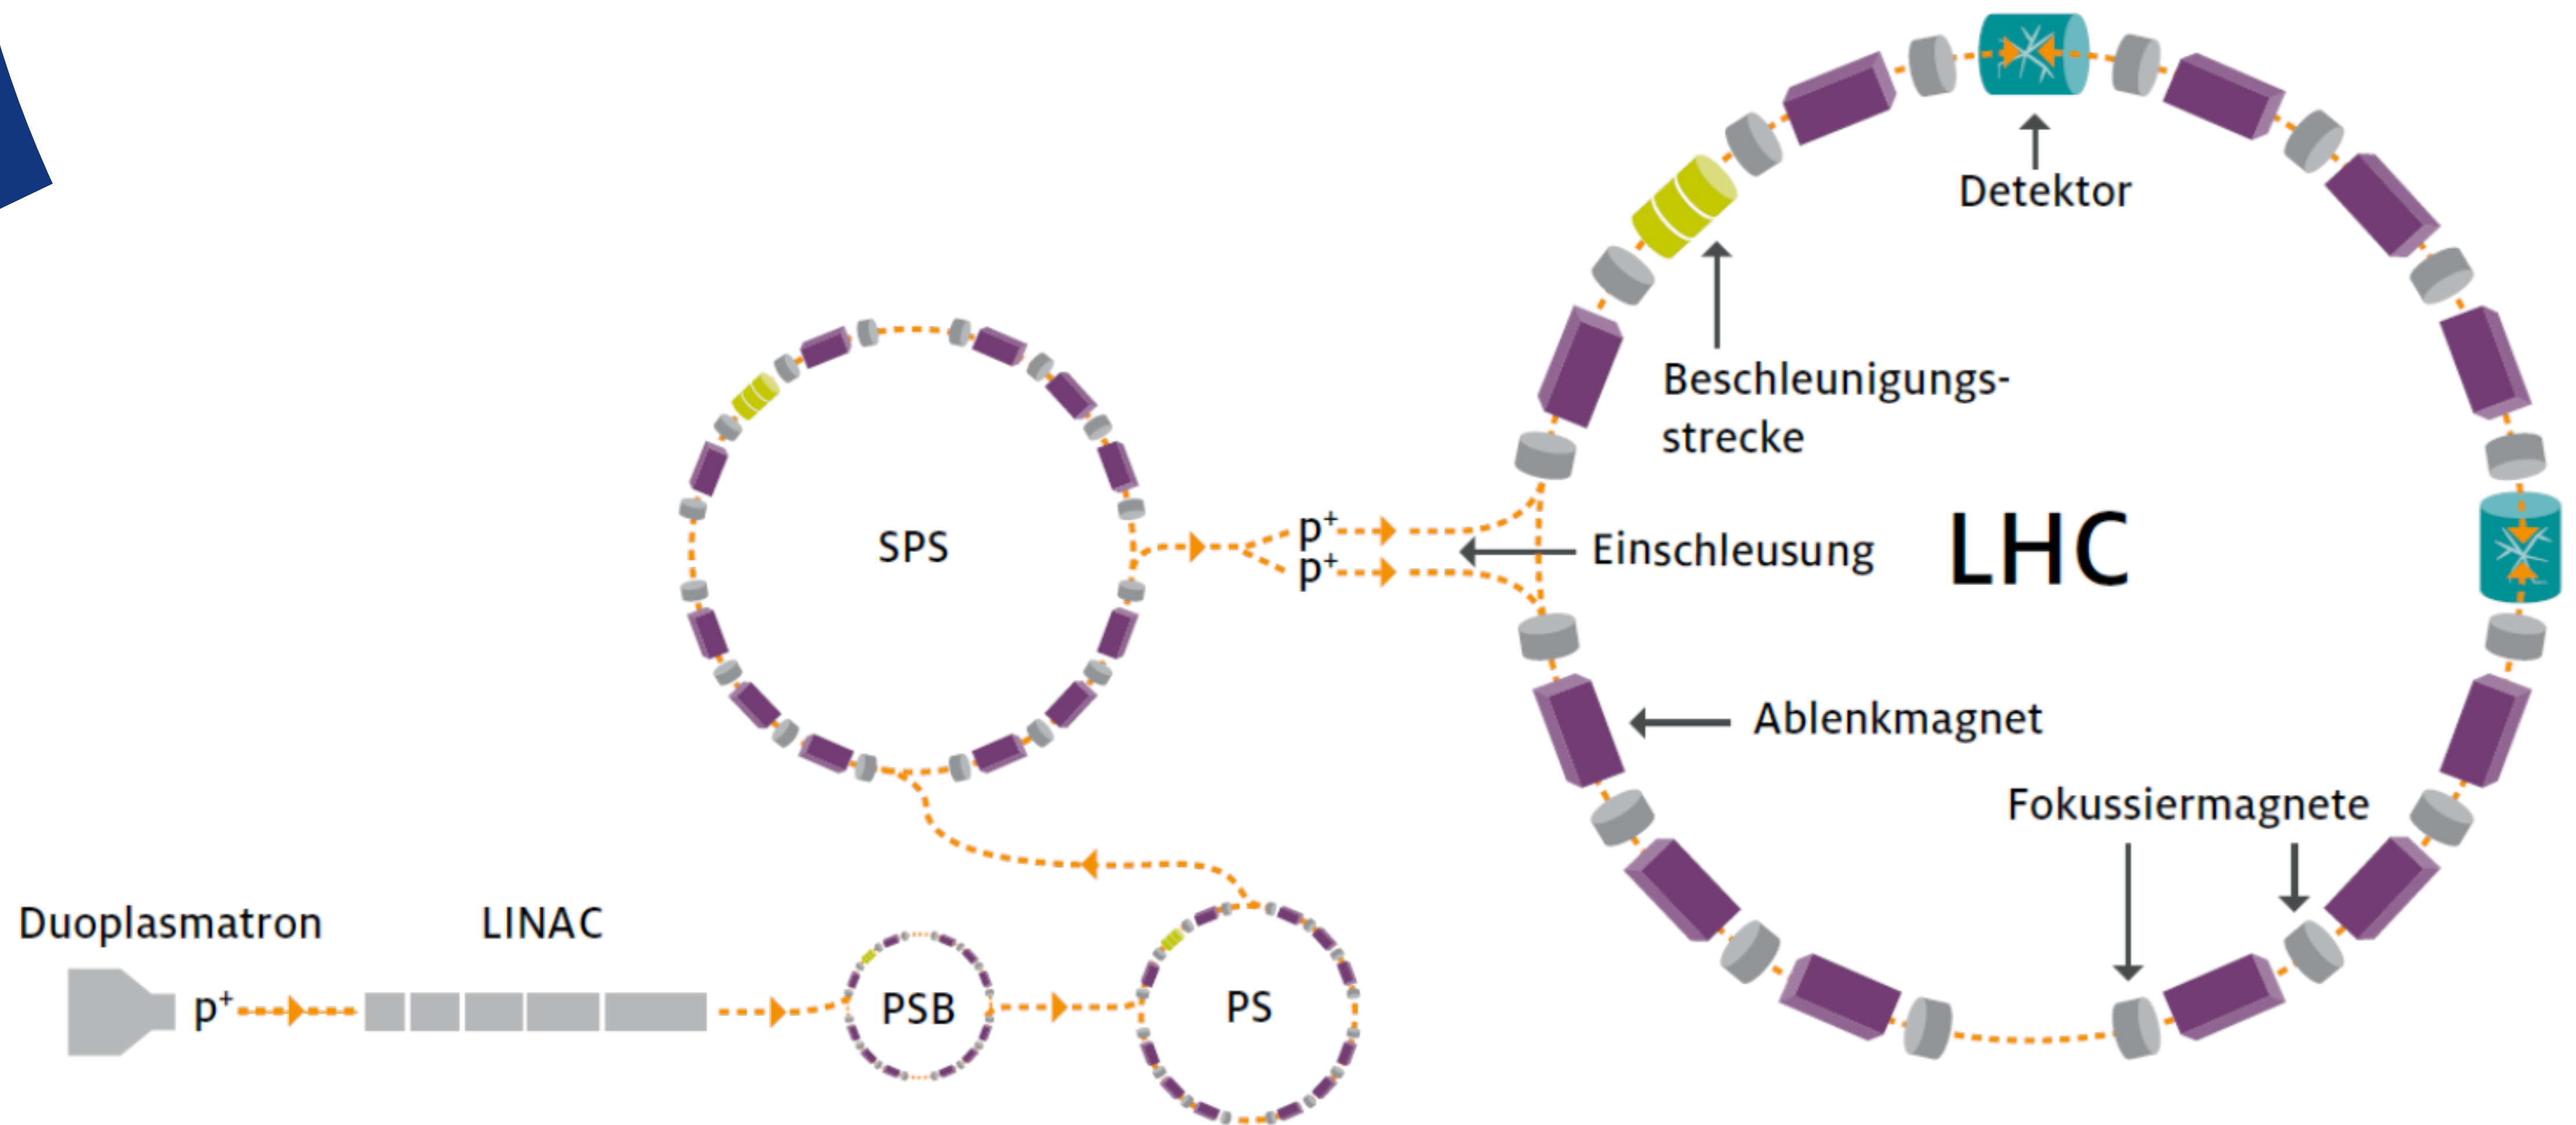 Detektor
Beschleunigungs-
strecke
SPS
p+
p+
Einschleusung
LHC
Ablenkmagnet
Fokussiermagnete
Duoplasmatron
LINAC
p+
PSB
PS